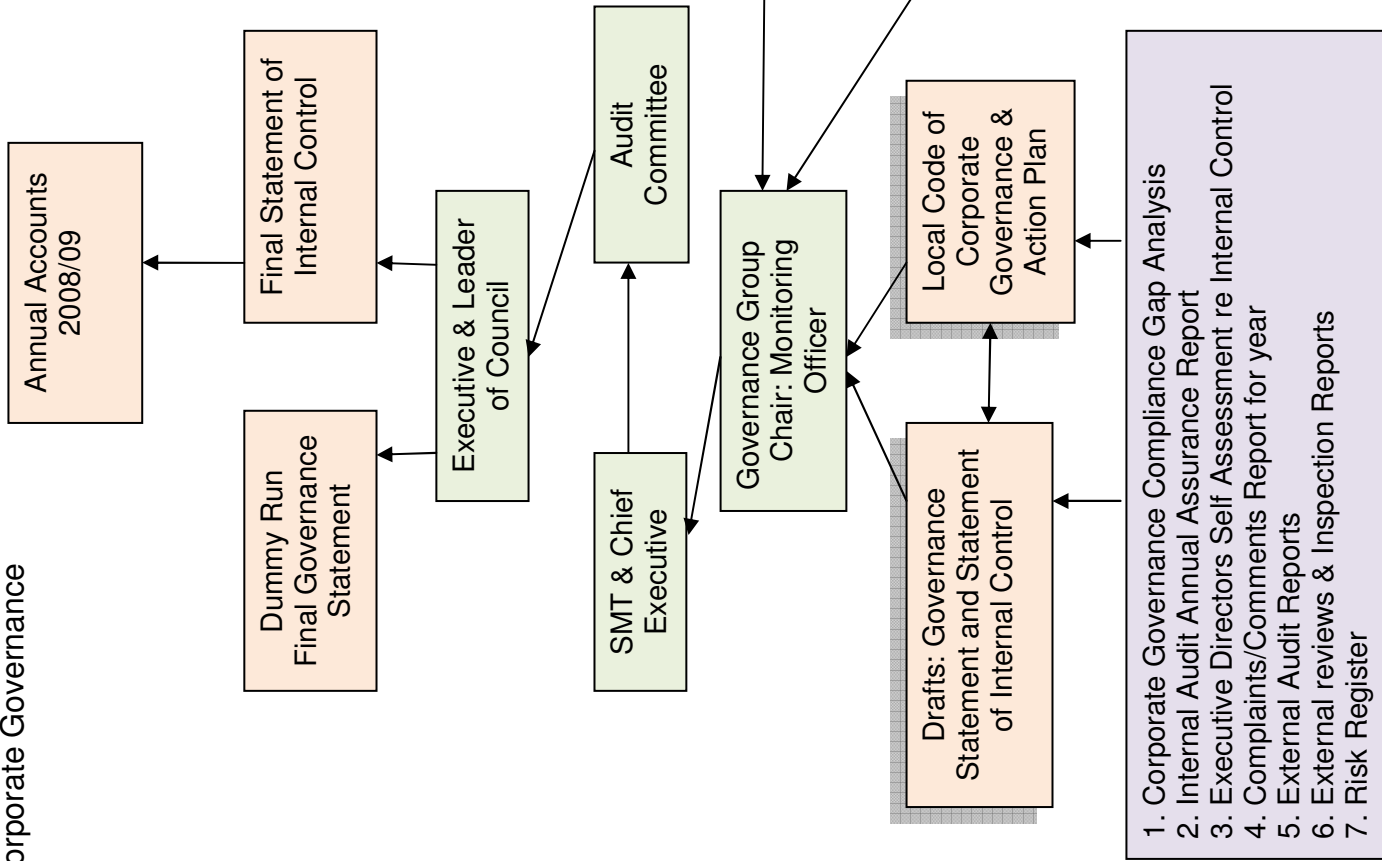 orporate Governance
Annual Accounts
2008/09
Dummy Run
Final Governance
Statement
Final Statement of
Internal Control
Executive & Leader
of Council
SMT & Chief
Executive
Audit
Committee
Governance Group
Chair: Monitoring
Officer
Drafts: Governance
Statement and Statement
of Internal Control
Local Code of
Corporate
Governance &
Action Plan
1. Corporate Governance Compliance Gap Analysis
2. Internal Audit Annual Assurance Report
3. Executive Directors Self Assessment re Internal Control
4. Complaints/Comments Report for year
5. External Audit Reports
6. External reviews & Inspection Reports
7. Risk Register